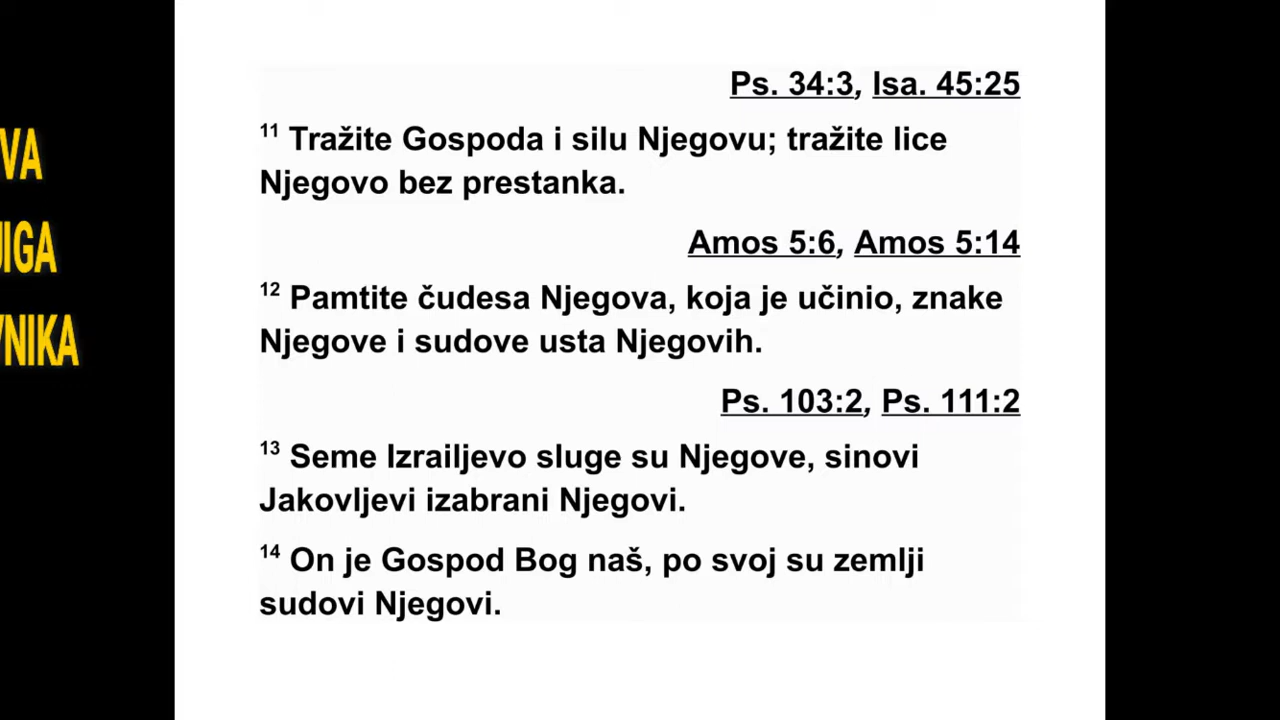 VA
IGA
VNIKA
Ps. 34:3, Isa. 45:25
11 Tražite Gospoda i silu Njegovu; tražite lice
Njegovo bez prestanka.
Amos 5:6, Amos 5:14
12 Pamtite čudesa Njegova, koja je učinio, znake
Njegove i sudove usta Njegovih.
Ps. 103:2, Ps. 111:2
13 Seme Izrailjevo sluge su Njegove, sinovi
Jakovljevi izabrani Njegovi.
14 On je Gospod Bog naš, po svoj su zemlji
sudovi Njegovi.